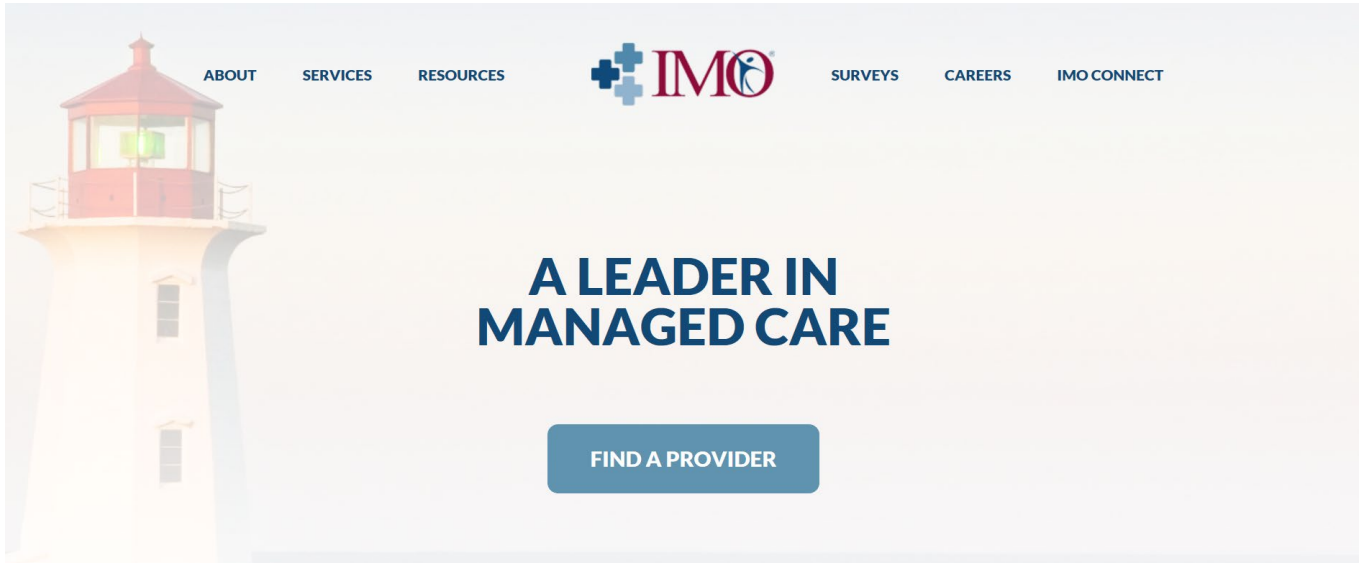 ABOUT SERVICES RESOURCES IMO® SURVEYS CAREERS IMO CONNECT
A LEADER IN
MANAGED CARE
FIND A PROVIDER